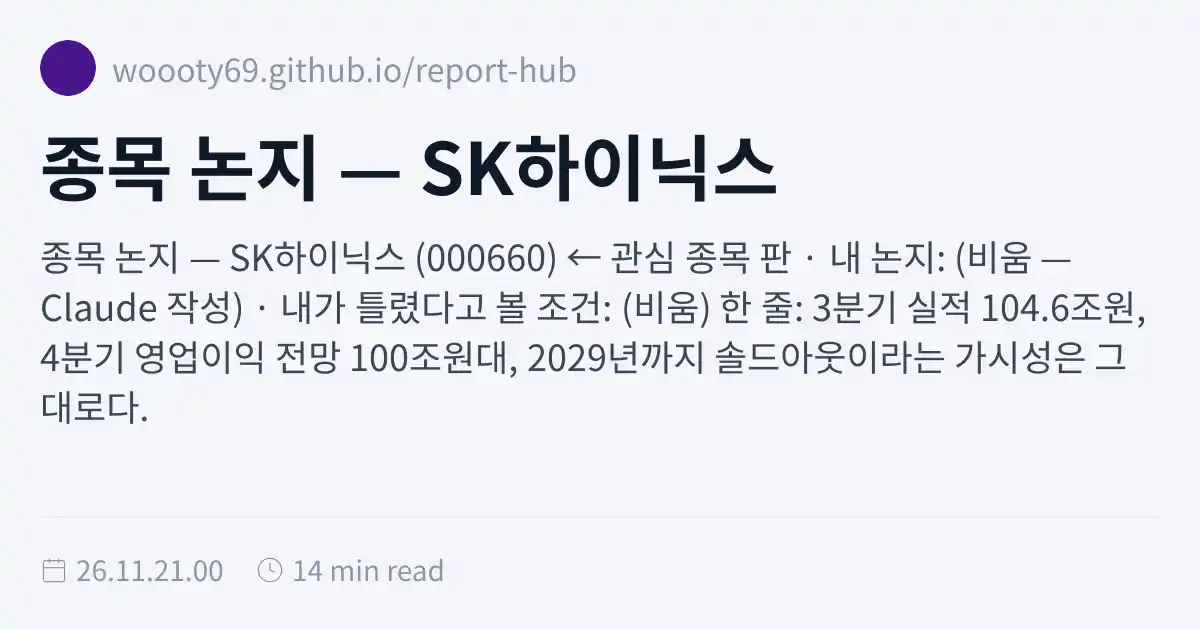 woooty69.github.io/report-hub
종목 논지 — SK하이닉스
종목 논지 — SK하이닉스 (000660) ← 관심 종목 판 · 내 논지: (비움 —
Claude 작성) · 내가 틀렸다고 볼 조건: (비움) 한 줄: 3분기 실적 104.6조원,
4분기 영업이익 전망 100조원대, 2029년까지 솔드아웃이라는 가시성은 그
대로다.
26.11.21.00
14 min read